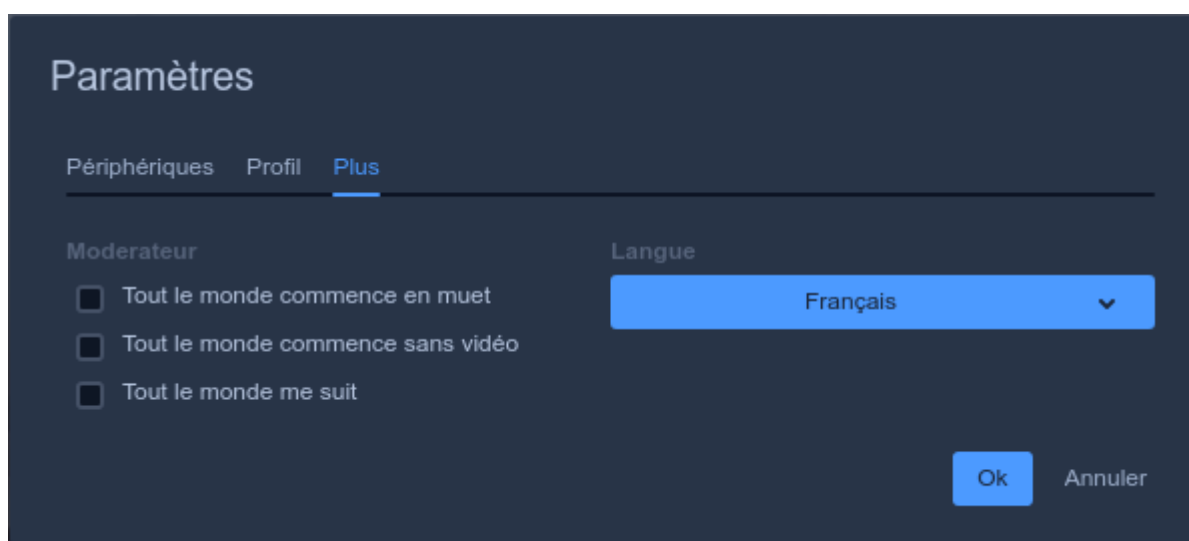 Paramètres
Périphériques Profil Plus
Moderateur
Tout le monde commence en muet
Tout le monde commence sans vidéo
Tout le monde me suit
Langue
Français
Ok Annuler